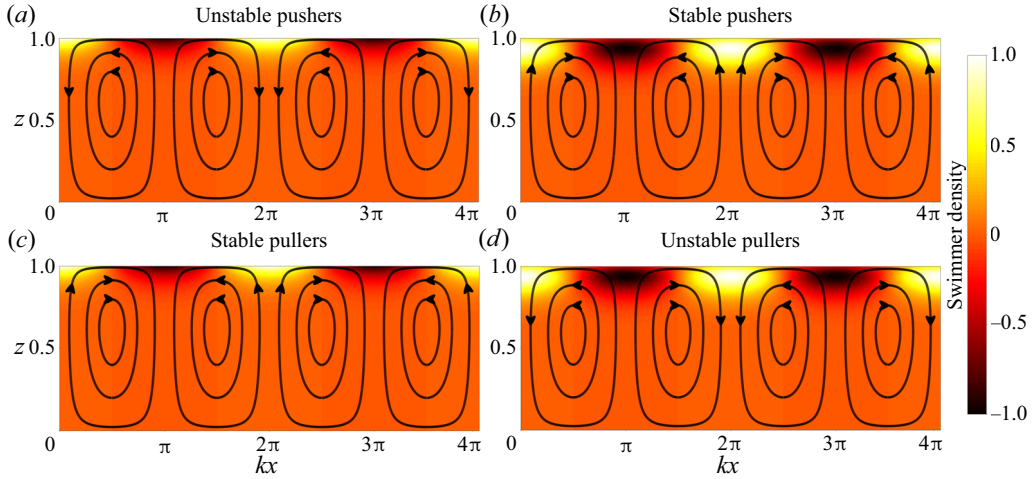 (a) Unstable pushers
(b) Stable pushers
1.0
z 0.5
0 π 2π 3π 4π
1.0
0.5
0 π 2π 3π 4π
(c) Stable pullers
(d) Unstable pullers
1.0
z 0.5
0 π 2π 3π 4π
kx
1.0
0.5
0 π 2π 3π 4π
kx
1.0
0.5
0
−0.5
−1.0
Swimmer density